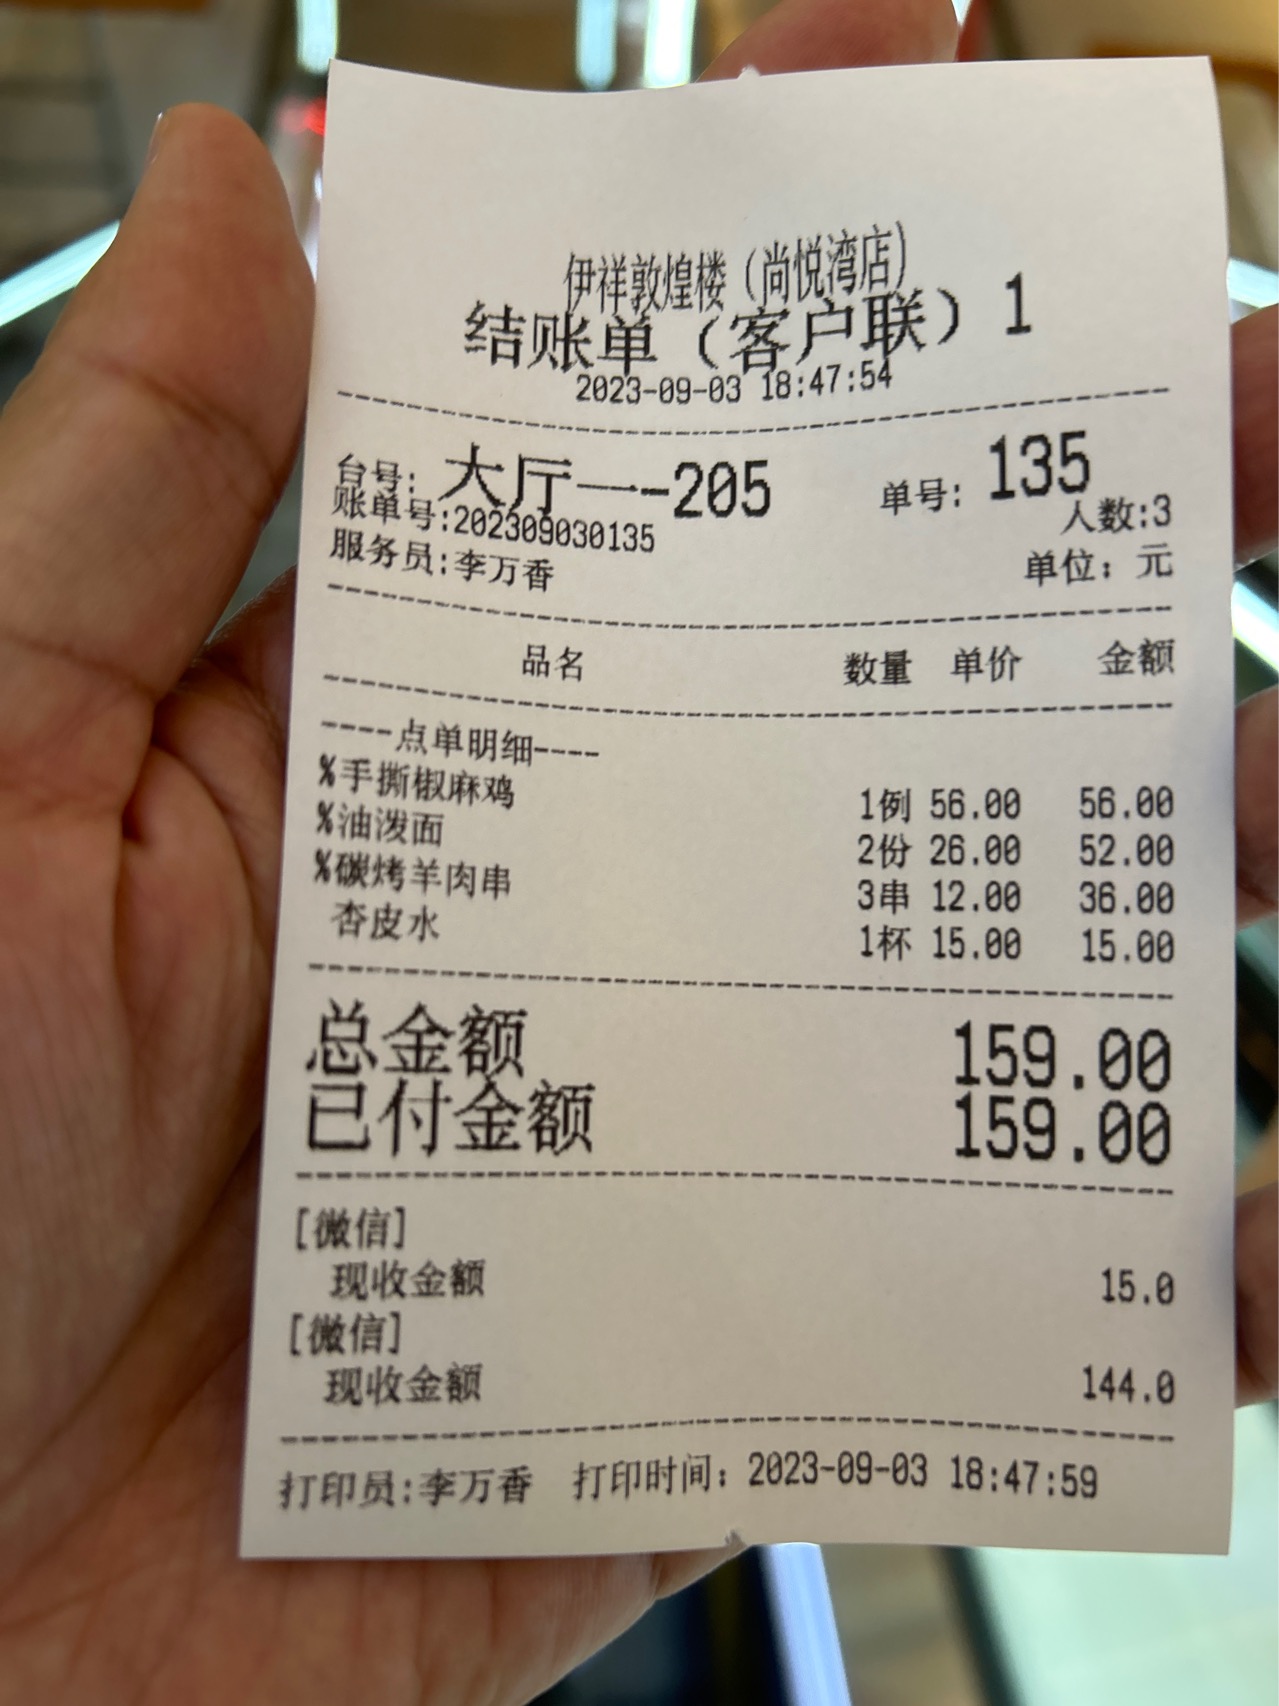 伊祥敦煌楼（尚悦湾店）
结账单（客户联）1
2023-09-03 18:47:54
台号: 大厅一-205 单号: 135
账单号:202309030135 人数:3
服务员:李万香 单位: 元
品名 数量 单价 金额
----点单明细----
%手撕椒麻鸡 1例 56.00 56.00
%油泼面 2份 26.00 52.00
%碳烤羊肉串 3串 12.00 36.00
杏皮水 1杯 15.00 15.00
总金额 159.00
已付金额 159.00
[微信]
现收金额 15.0
[微信]
现收金额 144.0
打印员:李万香 打印时间: 2023-09-03 18:47:59